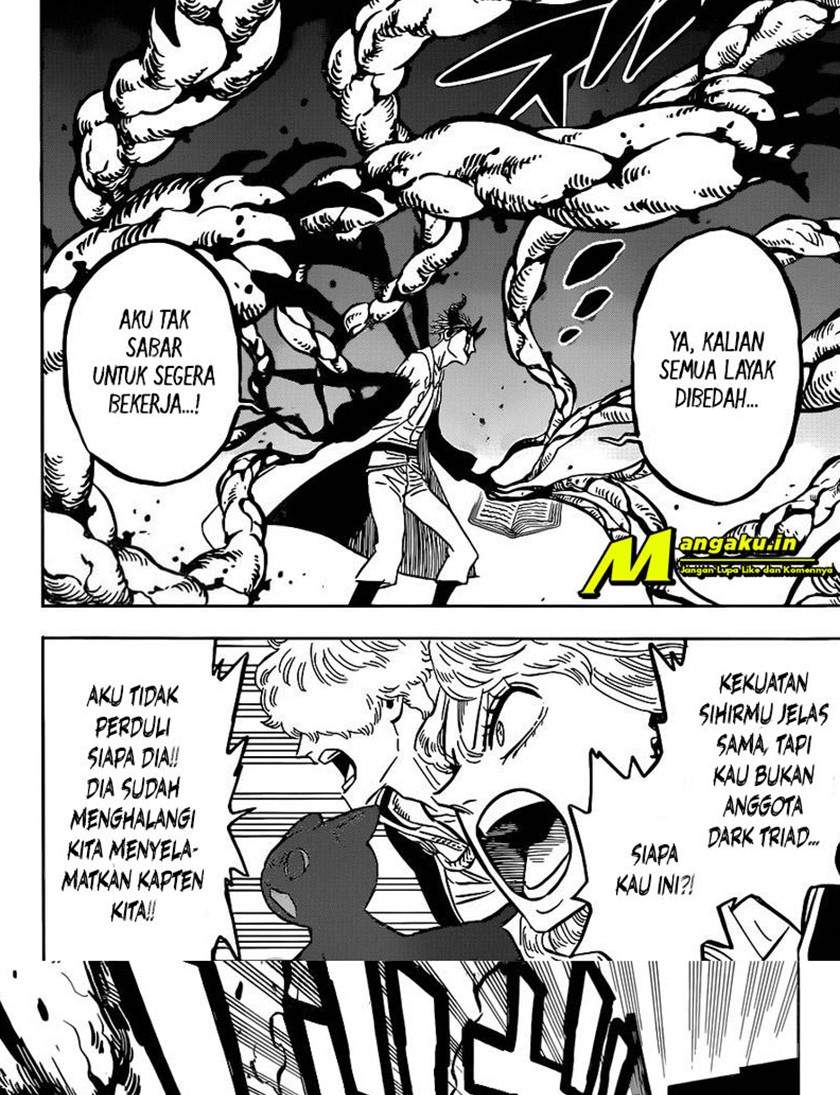 YA, KALIAN
SEMUA LAYAK
DIBEDAH...
AKU TAK
SABAR
UNTUK SEGERA
BEKERJA...!
Mangaku.in
Jangan Lupa Like dan Komennya
KEKUATAN
SIHIRMU JELAS
SAMA, TAPI
KAU BUKAN
ANGGOTA
DARK TRIAD...
SIAPA
KAU INI?!
AKU TIDAK
PERDULI
SIAPA DIA!!
DIA SUDAH
MENGHALANGI
KITA MENYELA-
MATKAN KAPTEN
KITA!!